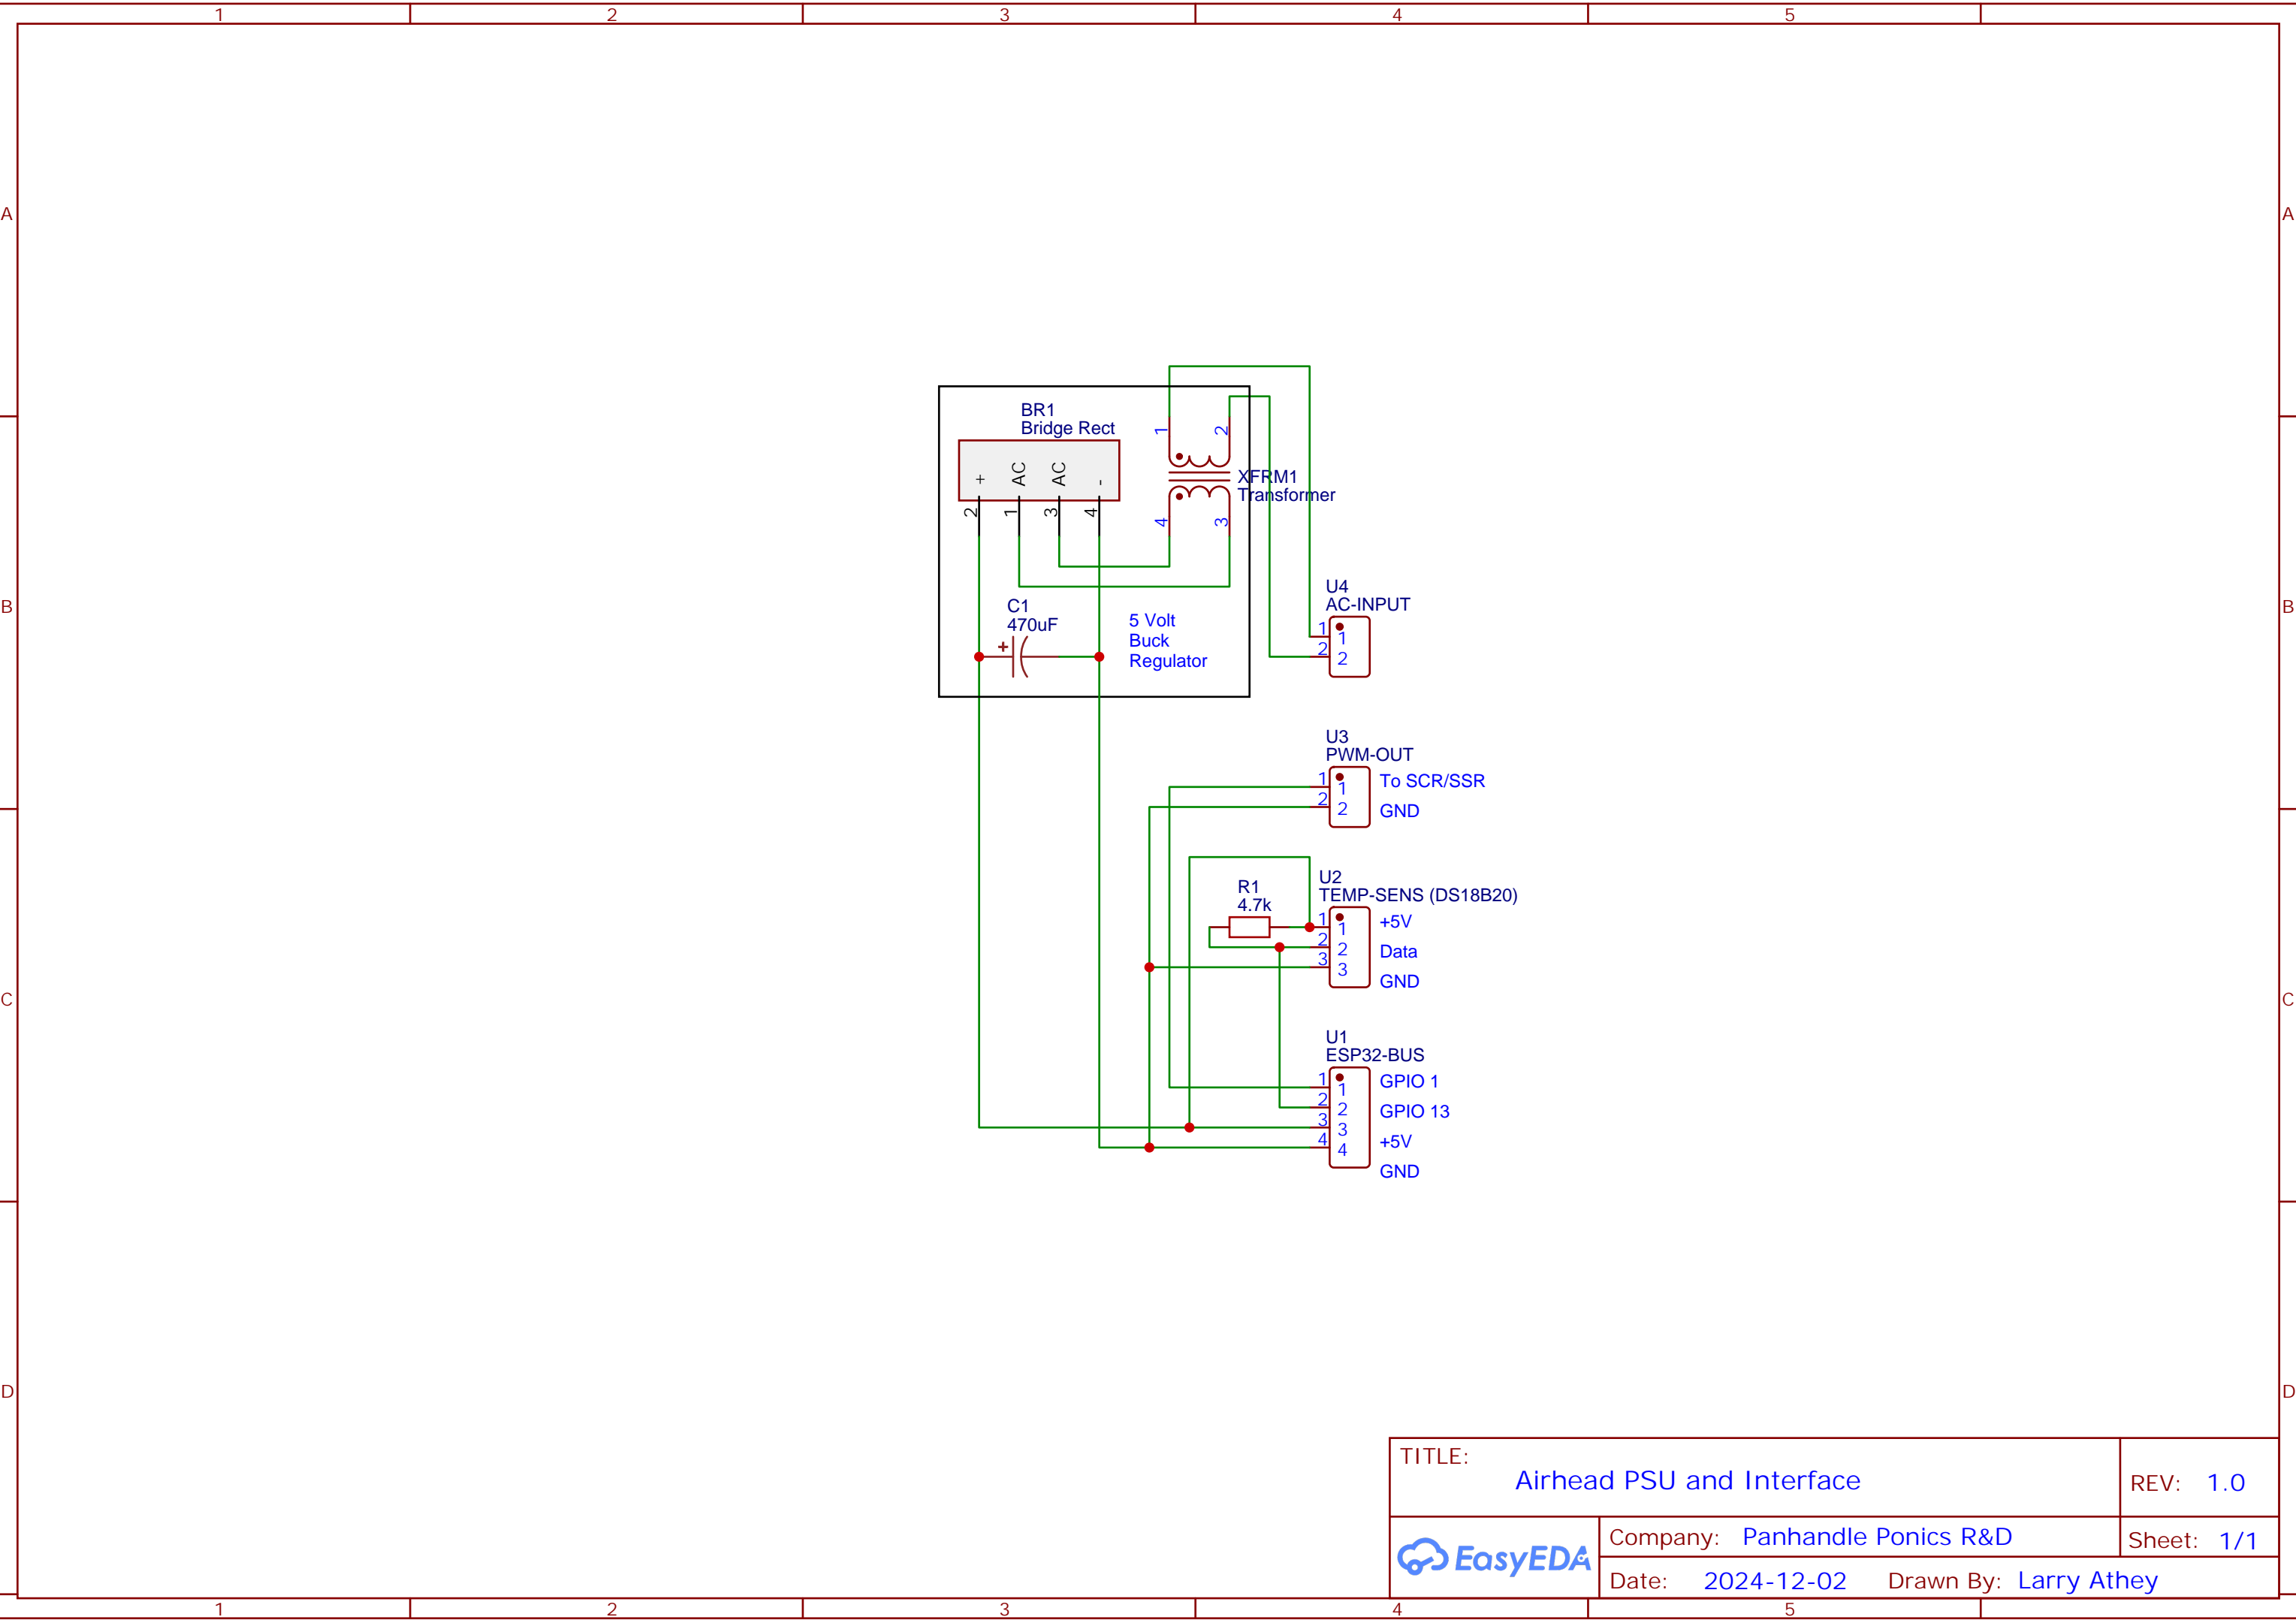 1 2 3 4 5
A A
BR1
Bridge Rect
+ AC AC -
2 1 3 4
1 2
XFRM1
Transformer
4 3
B B
C1
470uF
+
5 Volt
Buck
Regulator
U4
AC-INPUT
1 1
2 2
U3
PWM-OUT
1 1 To SCR/SSR
2 2 GND
R1
4.7k
U2
TEMP-SENS (DS18B20)
1 1 +5V
2 2 Data
3 3 GND
C C
U1
ESP32-BUS
1 1 GPIO 1
2 2 GPIO 13
3 3 +5V
4 4 GND
D D
TITLE:
Airhead PSU and Interface
REV: 1.0
EasyEDA
Company: Panhandle Ponics R&D
Sheet: 1/1
Date: 2024-12-02 Drawn By: Larry Athey
1 2 3 4 5